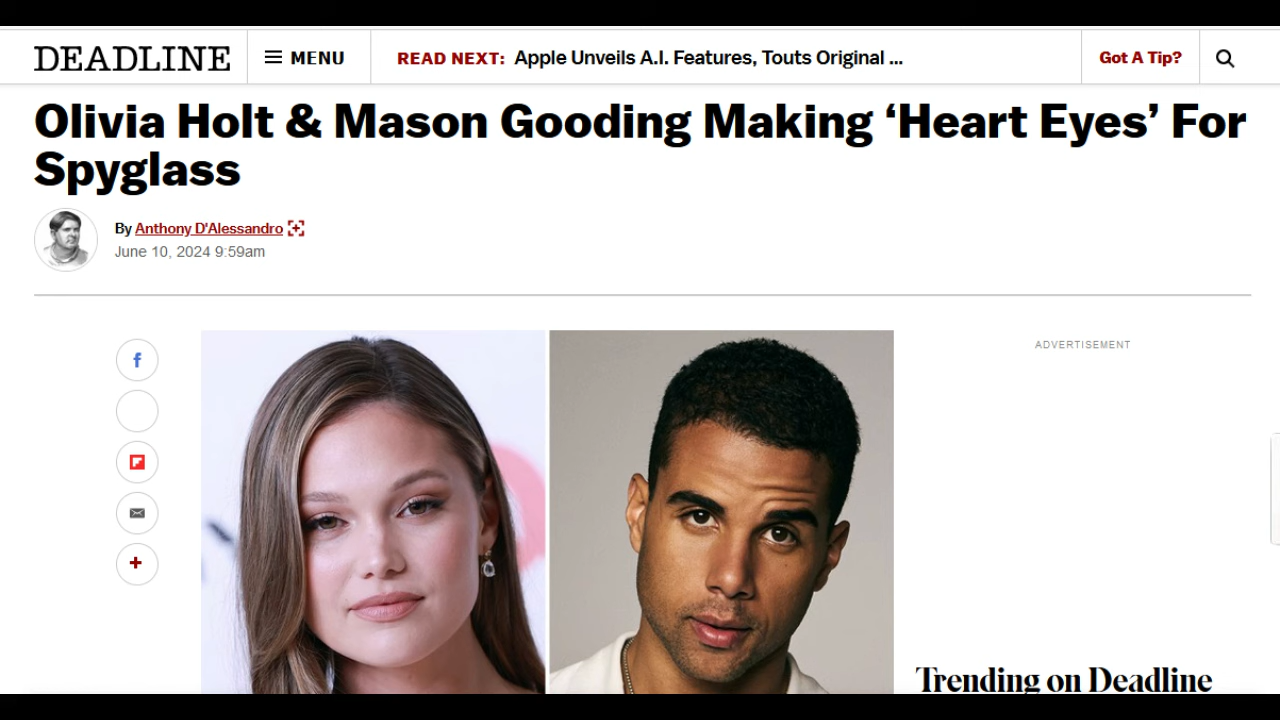 DEADLINE
MENU
READ NEXT: Apple Unveils A.I. Features, Touts Original ...
Got A Tip?
Olivia Holt & Mason Gooding Making ‘Heart Eyes’ For
Spyglass
By Anthony D'Alessandro
June 10, 2024 9:59am
ADVERTISEMENT
Trending on Deadline